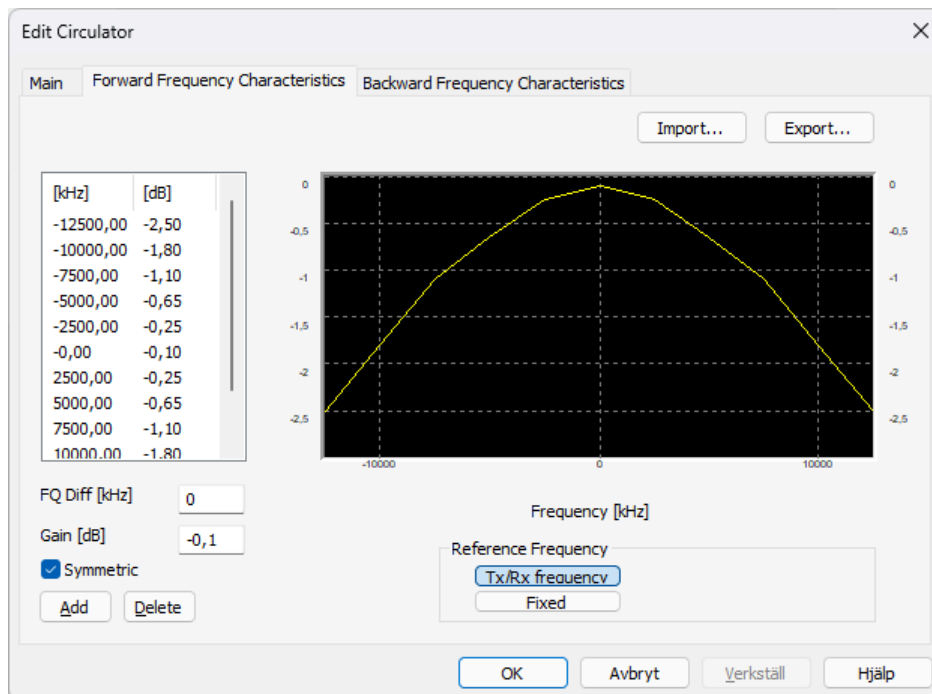 Edit Circulator
Main Forward Frequency Characteristics Backward Frequency Characteristics
Import... Export...
[kHz] [dB]
-12500,00 -2,50
-10000,00 -1,80
-7500,00 -1,10
-5000,00 -0,65
-2500,00 -0,25
-0,00 -0,10
2500,00 -0,25
5000,00 -0,65
7500,00 -1,10
10000,00 -1,80
0
-0,5
-1
-1,5
-2
-2,5
0
-0,5
-1
-1,5
-2
-2,5
-10000 0 10000
Frequency [kHz]
FQ Diff [kHz] 0
Gain [dB] -0,1
Symmetric
Add Delete
Reference Frequency
Tx/Rx frequency
Fixed
OK Avbryt Verkställ Hjälp